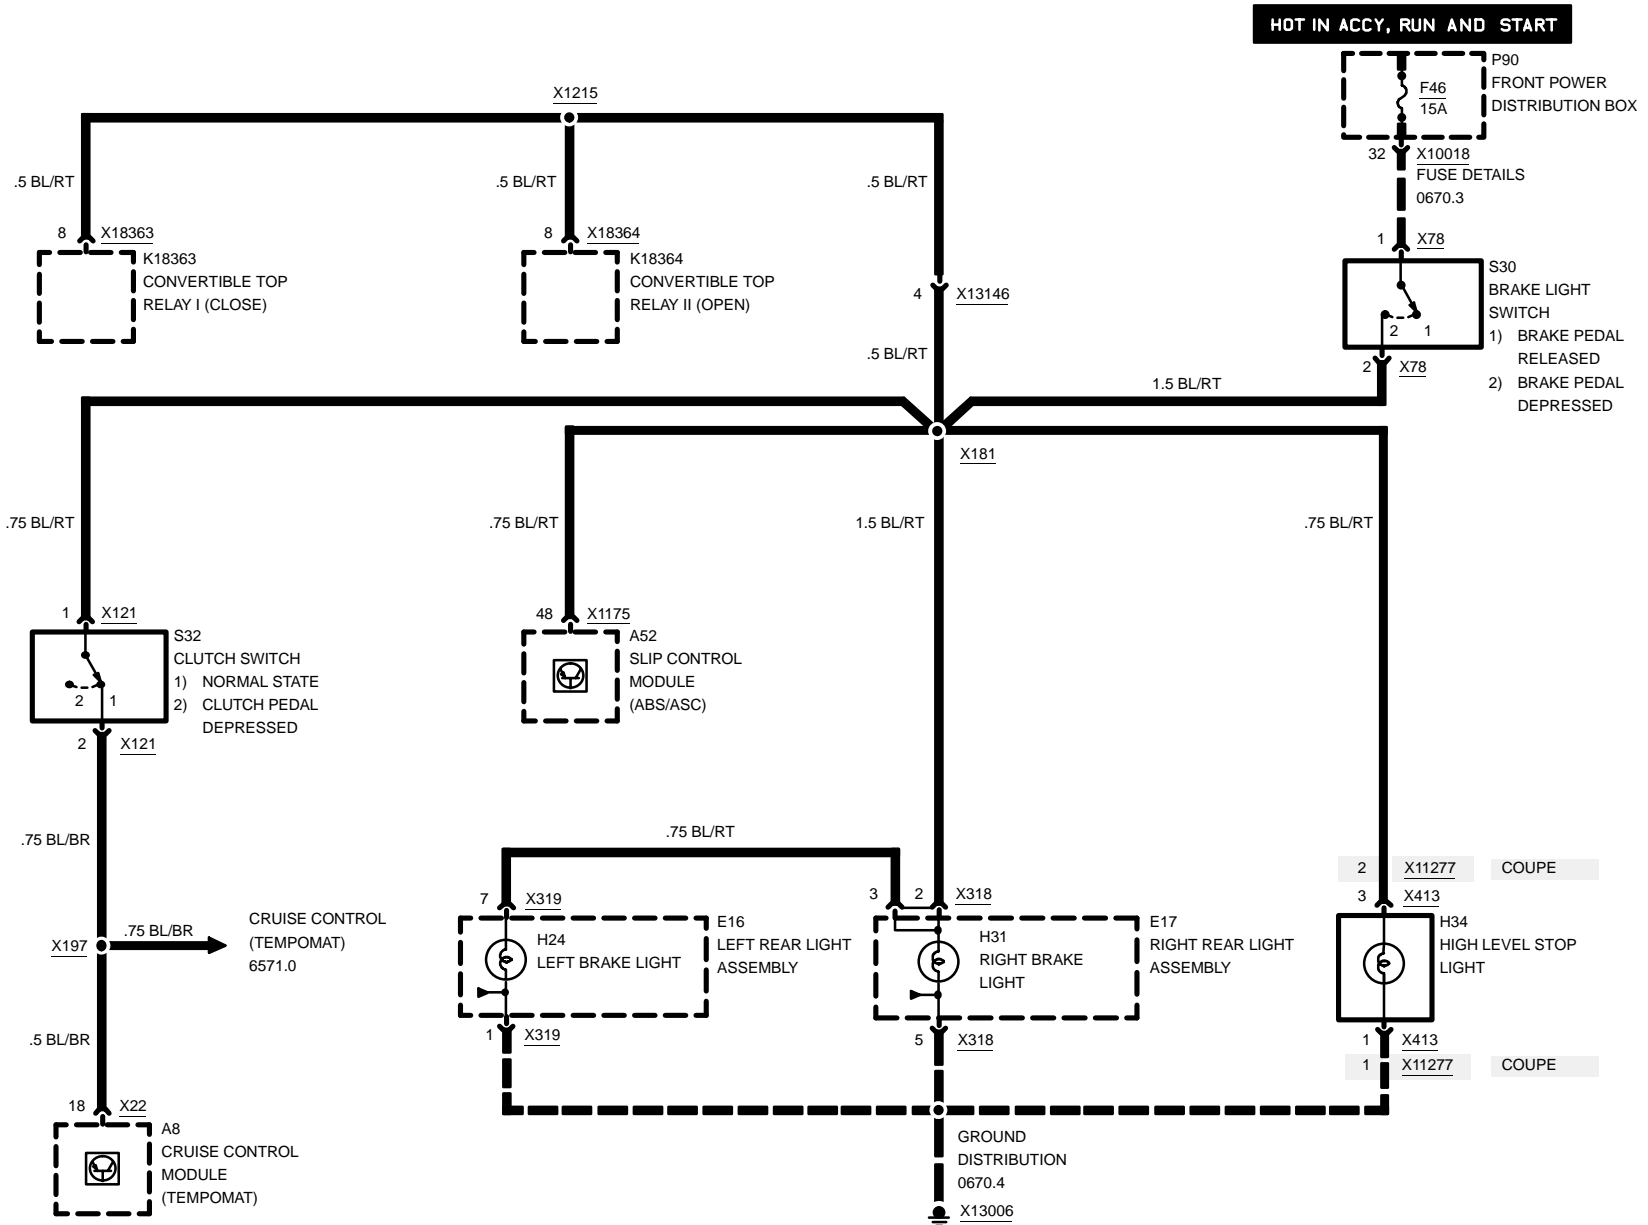 HOT IN ACCY, RUN AND START
P90
FRONT POWER
DISTRIBUTION BOX
F46
15A
32 X10018
FUSE DETAILS
0670.3
X1215
.5 BL/RT
.5 BL/RT
.5 BL/RT
8 X18363
K18363
CONVERTIBLE TOP
RELAY I (CLOSE)
8 X18364
K18364
CONVERTIBLE TOP
RELAY II (OPEN)
4 X13146
.5 BL/RT
1 X78
S30
BRAKE LIGHT
SWITCH
1) BRAKE PEDAL
RELEASED
2) BRAKE PEDAL
DEPRESSED
2 1
2 X78
1.5 BL/RT
X181
.75 BL/RT
.75 BL/RT
1.5 BL/RT
.75 BL/RT
1 X121
S32
CLUTCH SWITCH
1) NORMAL STATE
2) CLUTCH PEDAL
DEPRESSED
2 1
2 X121
48 X1175
A52
SLIP CONTROL
MODULE
(ABS/ASC)
.75 BL/BR
.75 BL/RT
X197
.75 BL/BR
CRUISE CONTROL
(TEMPOMAT)
6571.0
.5 BL/BR
18 X22
A8
CRUISE CONTROL
MODULE
(TEMPOMAT)
7 X319
E16
LEFT REAR LIGHT
ASSEMBLY
H24
LEFT BRAKE LIGHT
1 X319
3 2 X318
E17
RIGHT REAR LIGHT
ASSEMBLY
H31
RIGHT BRAKE
LIGHT
5 X318
2 X11277 COUPE
3 X413
H34
HIGH LEVEL STOP
LIGHT
1 X413
1 X11277 COUPE
GROUND
DISTRIBUTION
0670.4
X13006